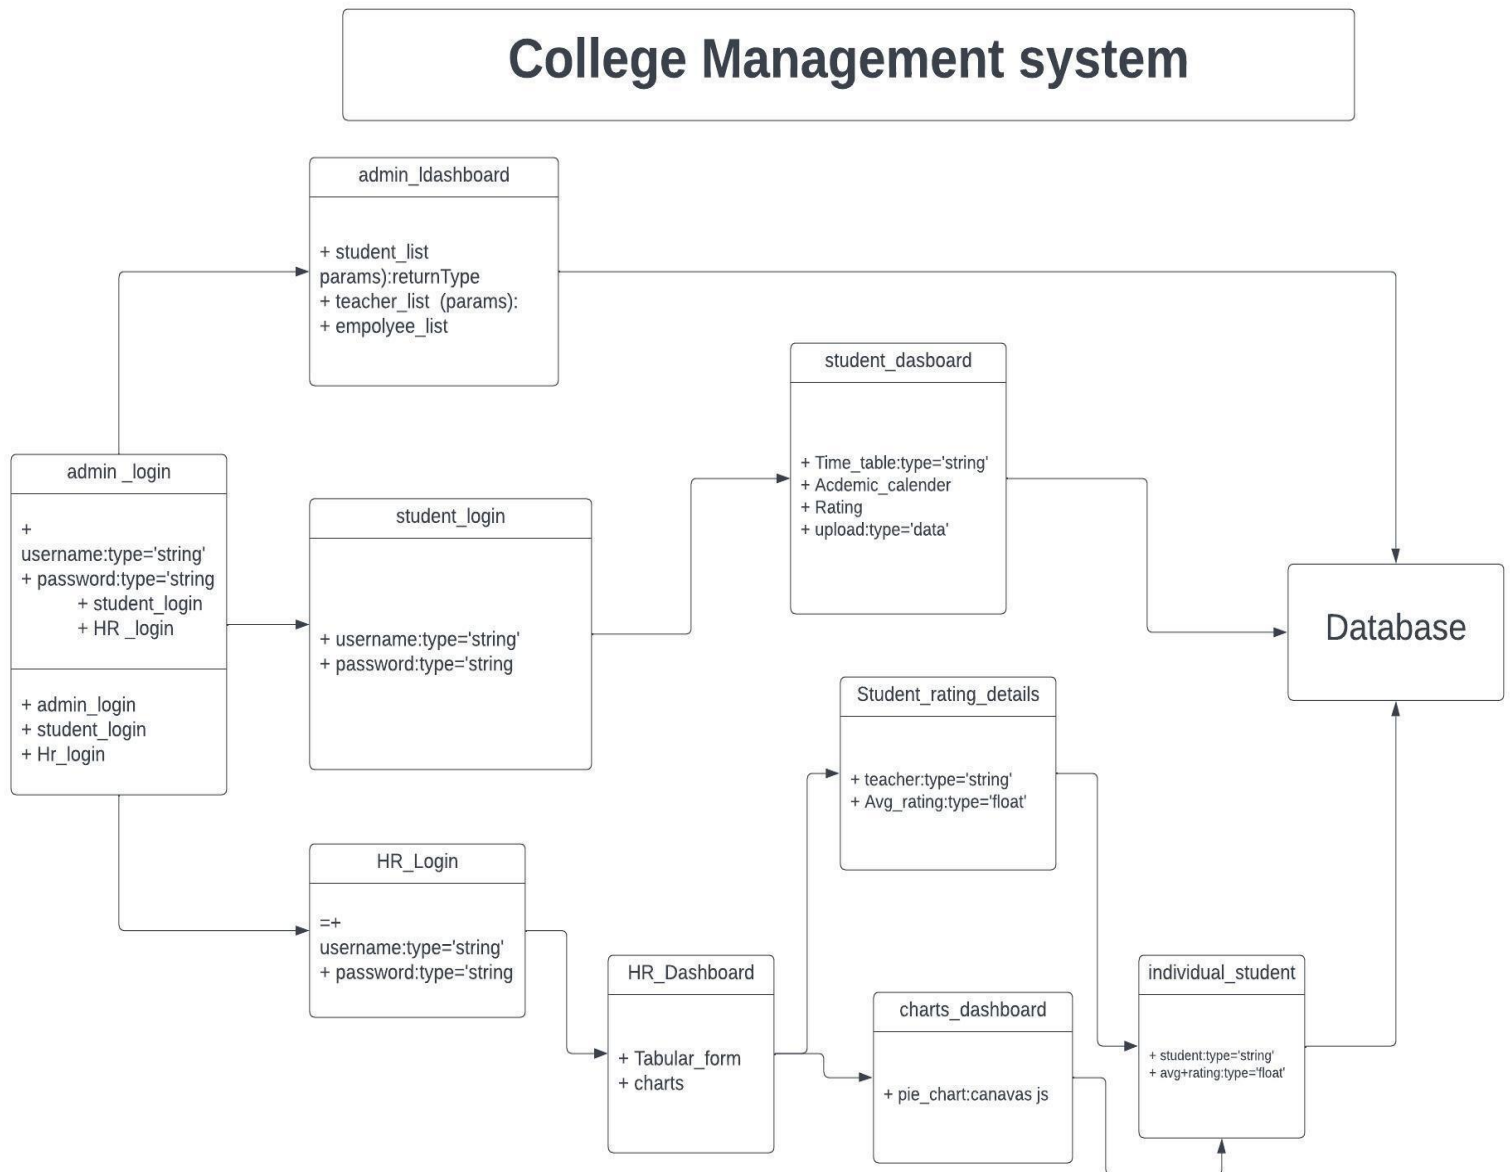 College Management system
admin_ldashboard
+ student_list
params):returnType
+ teacher_list (params):
+ empolyee_list
student_dasboard
+ Time_table:type='string'
+ Acdemic_calender
+ Rating
+ upload:type='data'
admin _login
+
username:type='string'
+ password:type='string
+ student_login
+ HR _login
+ admin_login
+ student_login
+ Hr_login
student_login
+ username:type='string'
+ password:type='string
Database
Student_rating_details
+ teacher:type='string'
+ Avg_rating:type='float'
HR_Login
=+
username:type='string'
+ password:type='string
HR_Dashboard
+ Tabular_form
+ charts
charts_dashboard
+ pie_chart:canavas js
individual_student
+ student:type='string'
+ avg+rating:type='float'